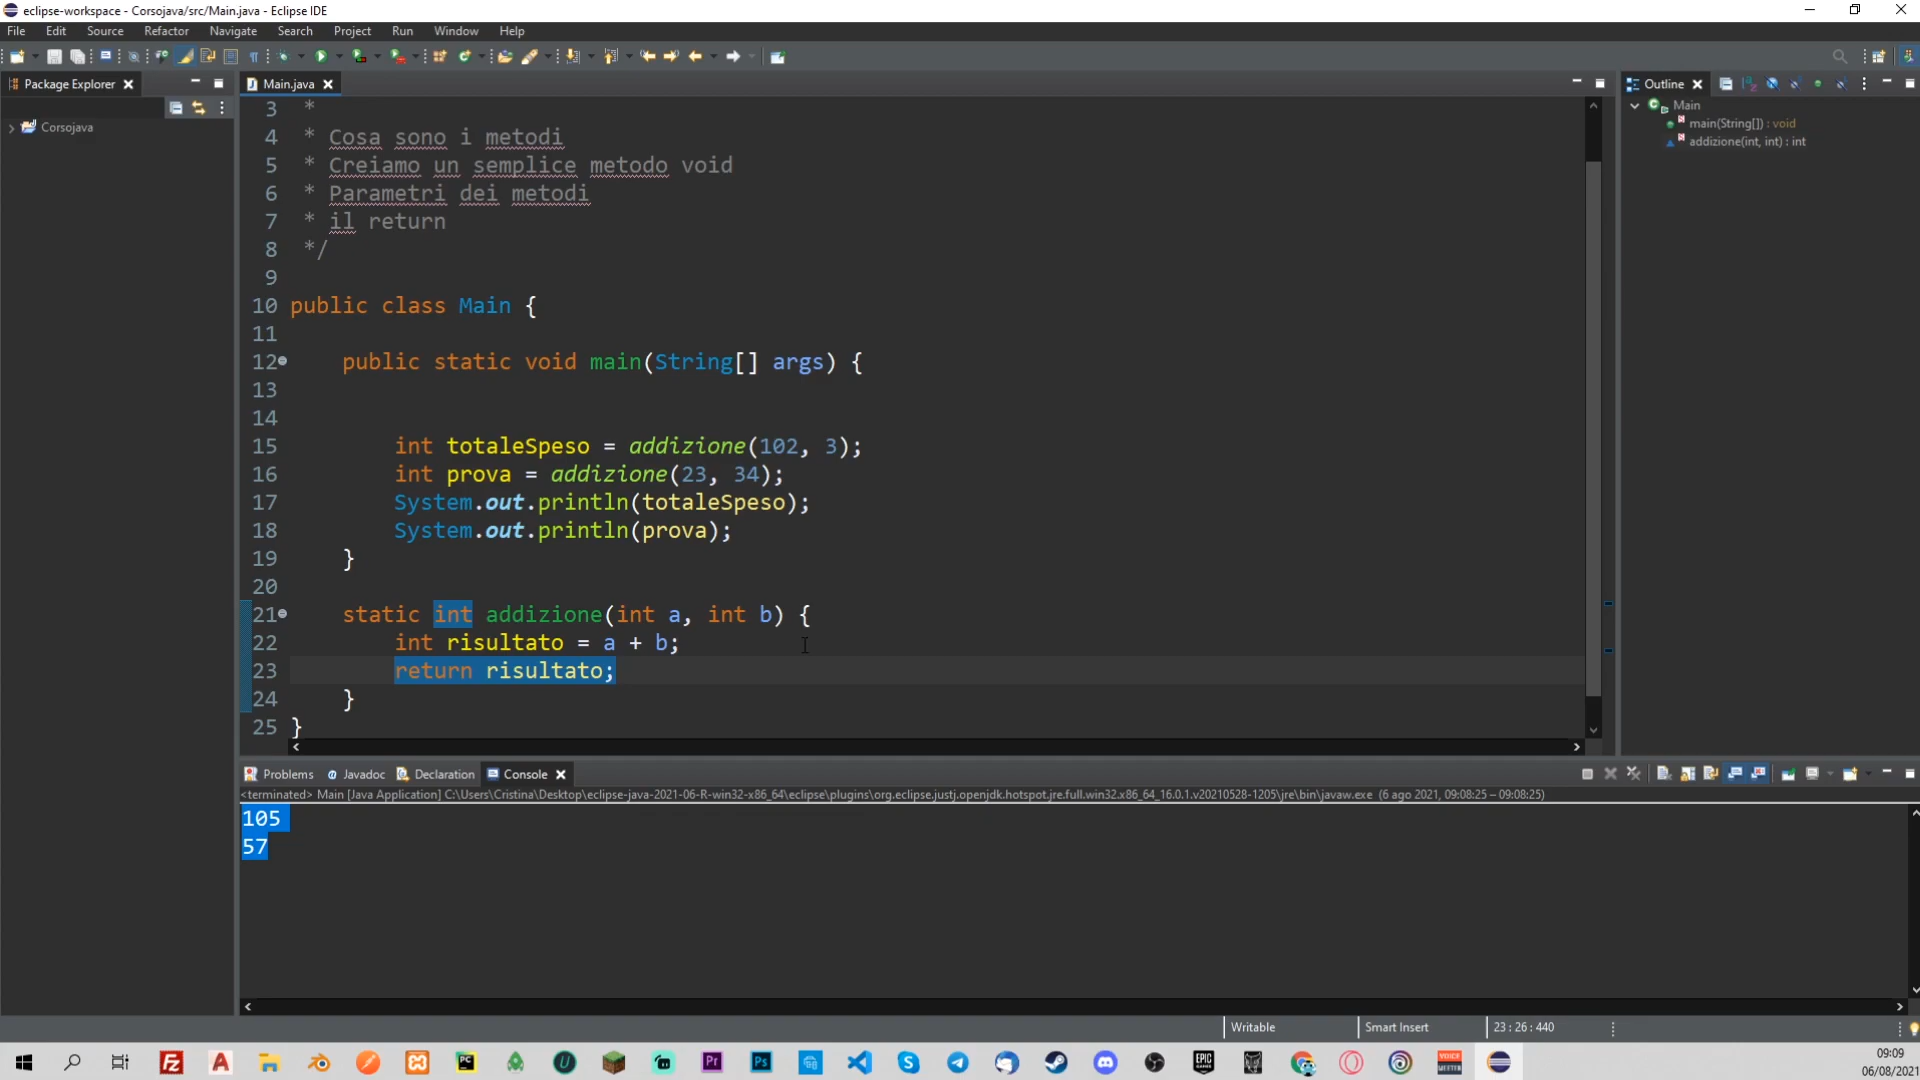 eclipse-workspace - Corsojava/src/Main.java - Eclipse IDE
File Edit Source Refactor Navigate Search Project Run Window Help
Package Explorer
Main.java
Outline
Corsojava
Main
main(String[]) : void
addizione(int, int) : int
3 *
4 * Cosa sono i metodi
5 * Creiamo un semplice metodo void
6 * Parametri dei metodi
7 * il return
8 */
9
10 public class Main {
11
12 public static void main(String[] args) {
13
14
15 int totaleSpeso = addizione(102, 3);
16 int prova = addizione(23, 34);
17 System.out.println(totaleSpeso);
18 System.out.println(prova);
19 }
20
21 static int addizione(int a, int b) {
22 int risultato = a + b;
23 return risultato;
24 }
25 }
Problems Javadoc Declaration Console
<terminated> Main [Java Application] C:\Users\Cristina\Desktop\eclipse-java-2021-06-R-win32-x86_64\eclipse\plugins\org.eclipse.justj.openjdk.hotspot.jre.full.win32.x86_64_16.0.1.v20210528-1205\jre\bin\javaw.exe (6 ago 2021, 09:08:25 – 09:08:25)
105
57
Writable Smart Insert 23 : 26 : 440
09:09
06/08/2021